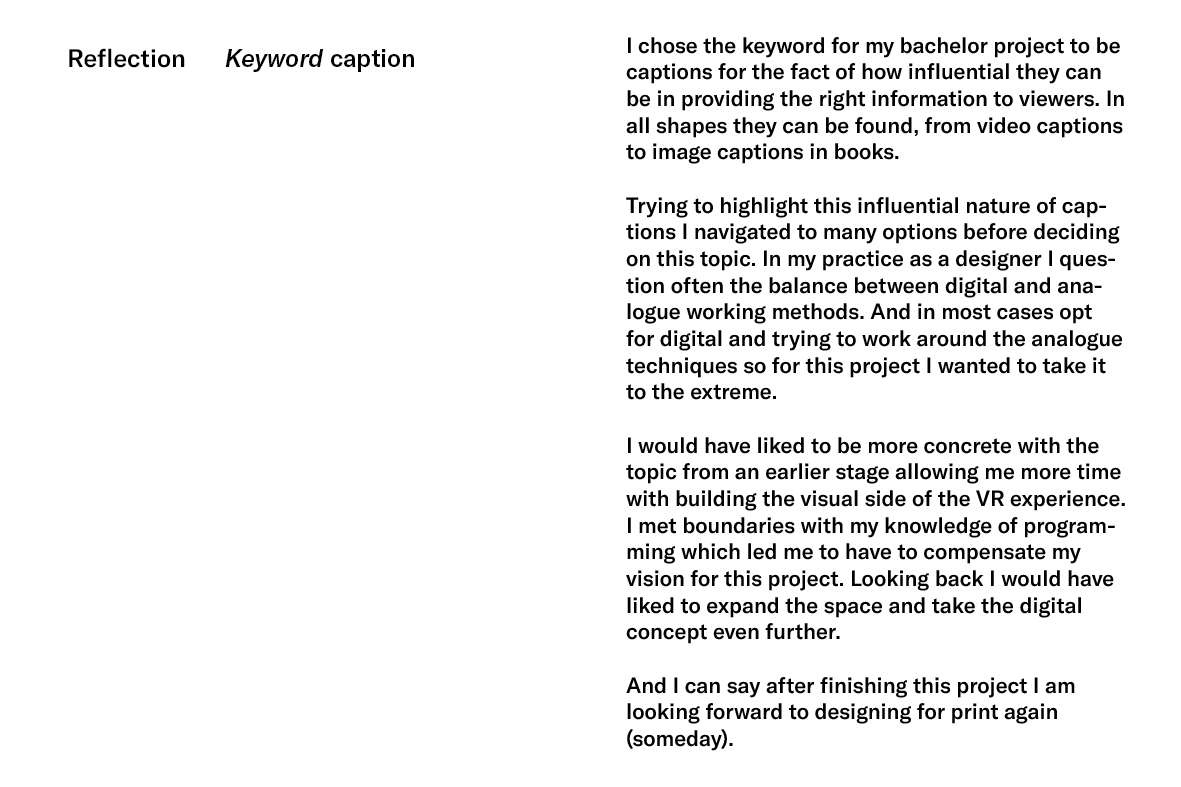 Reflection Keyword caption
I chose the keyword for my bachelor project to be
captions for the fact of how influential they can
be in providing the right information to viewers. In
all shapes they can be found, from video captions
to image captions in books.
Trying to highlight this influential nature of cap-
tions I navigated to many options before deciding
on this topic. In my practice as a designer I ques-
tion often the balance between digital and ana-
logue working methods. And in most cases opt
for digital and trying to work around the analogue
techniques so for this project I wanted to take it
to the extreme.
I would have liked to be more concrete with the
topic from an earlier stage allowing me more time
with building the visual side of the VR experience.
I met boundaries with my knowledge of program-
ming which led me to have to compensate my
vision for this project. Looking back I would have
liked to expand the space and take the digital
concept even further.
And I can say after finishing this project I am
looking forward to designing for print again
(someday).